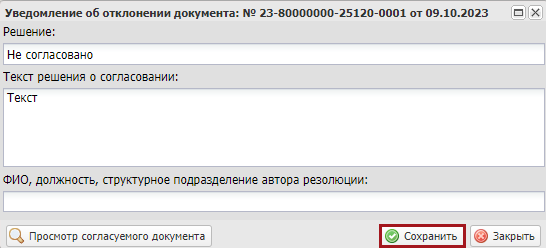 Уведомление об отклонении документа: № 23-80000000-25120-0001 от 09.10.2023
Решение:
Не согласовано
Текст решения о согласовании:
Текст
ФИО, должность, структурное подразделение автора резолюции:
Просмотр согласуемого документа Сохранить Закрыть